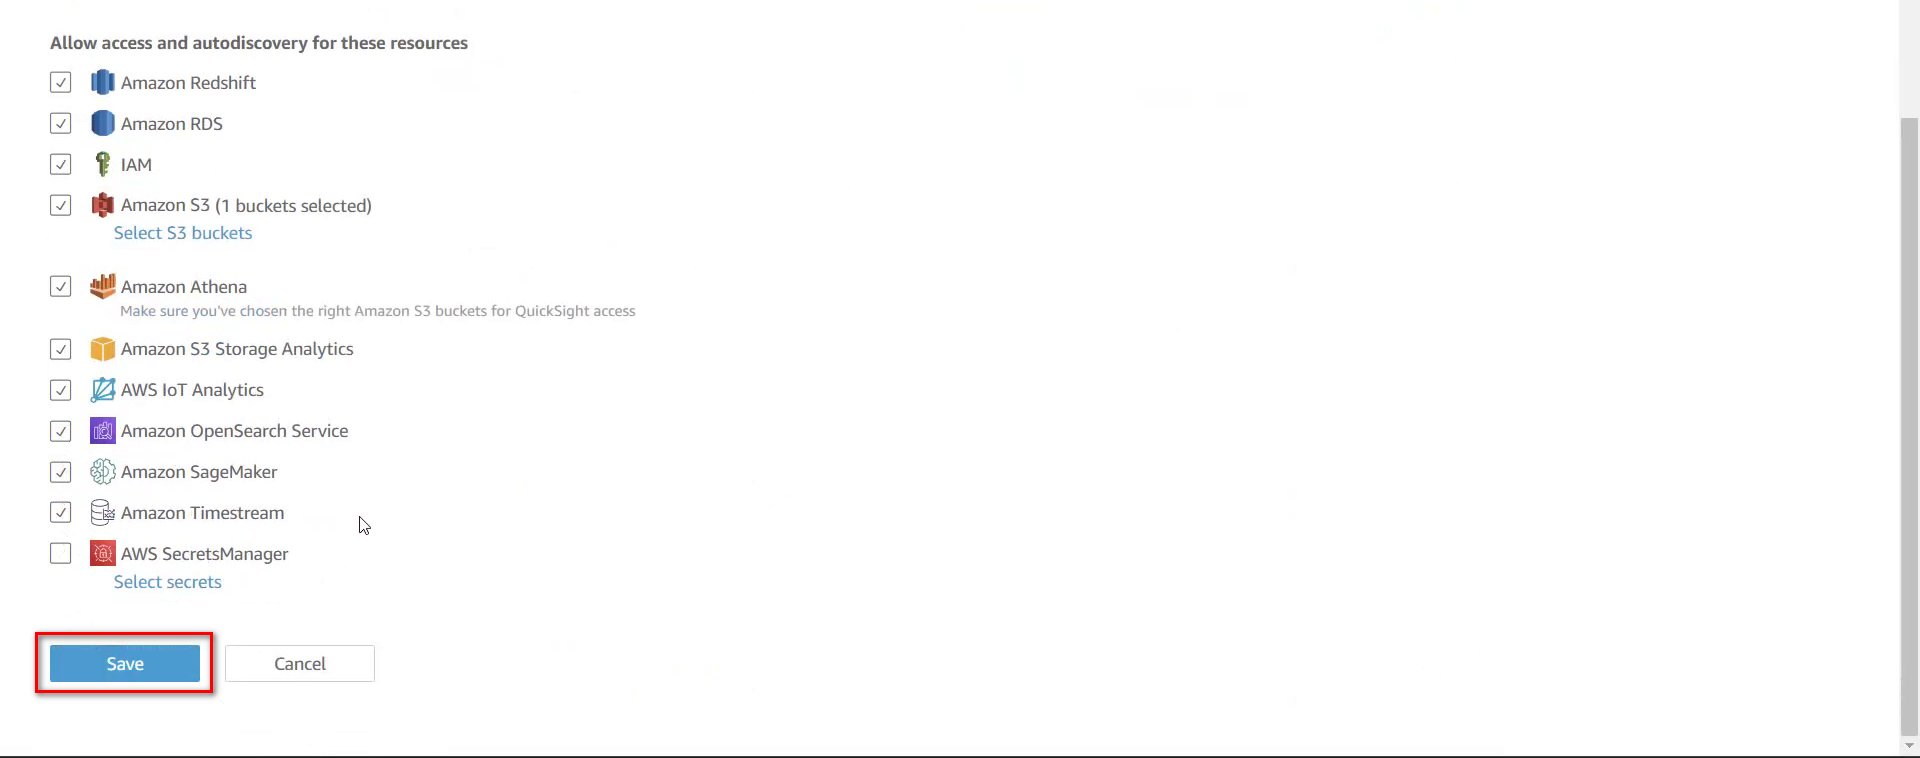 Allow access and autodiscovery for these resources
Amazon Redshift
Amazon RDS
IAM
Amazon S3 (1 buckets selected)
Select S3 buckets
Amazon Athena
Make sure you've chosen the right Amazon S3 buckets for QuickSight access
Amazon S3 Storage Analytics
AWS IoT Analytics
Amazon OpenSearch Service
Amazon SageMaker
Amazon Timestream
AWS SecretsManager
Select secrets
Save
Cancel